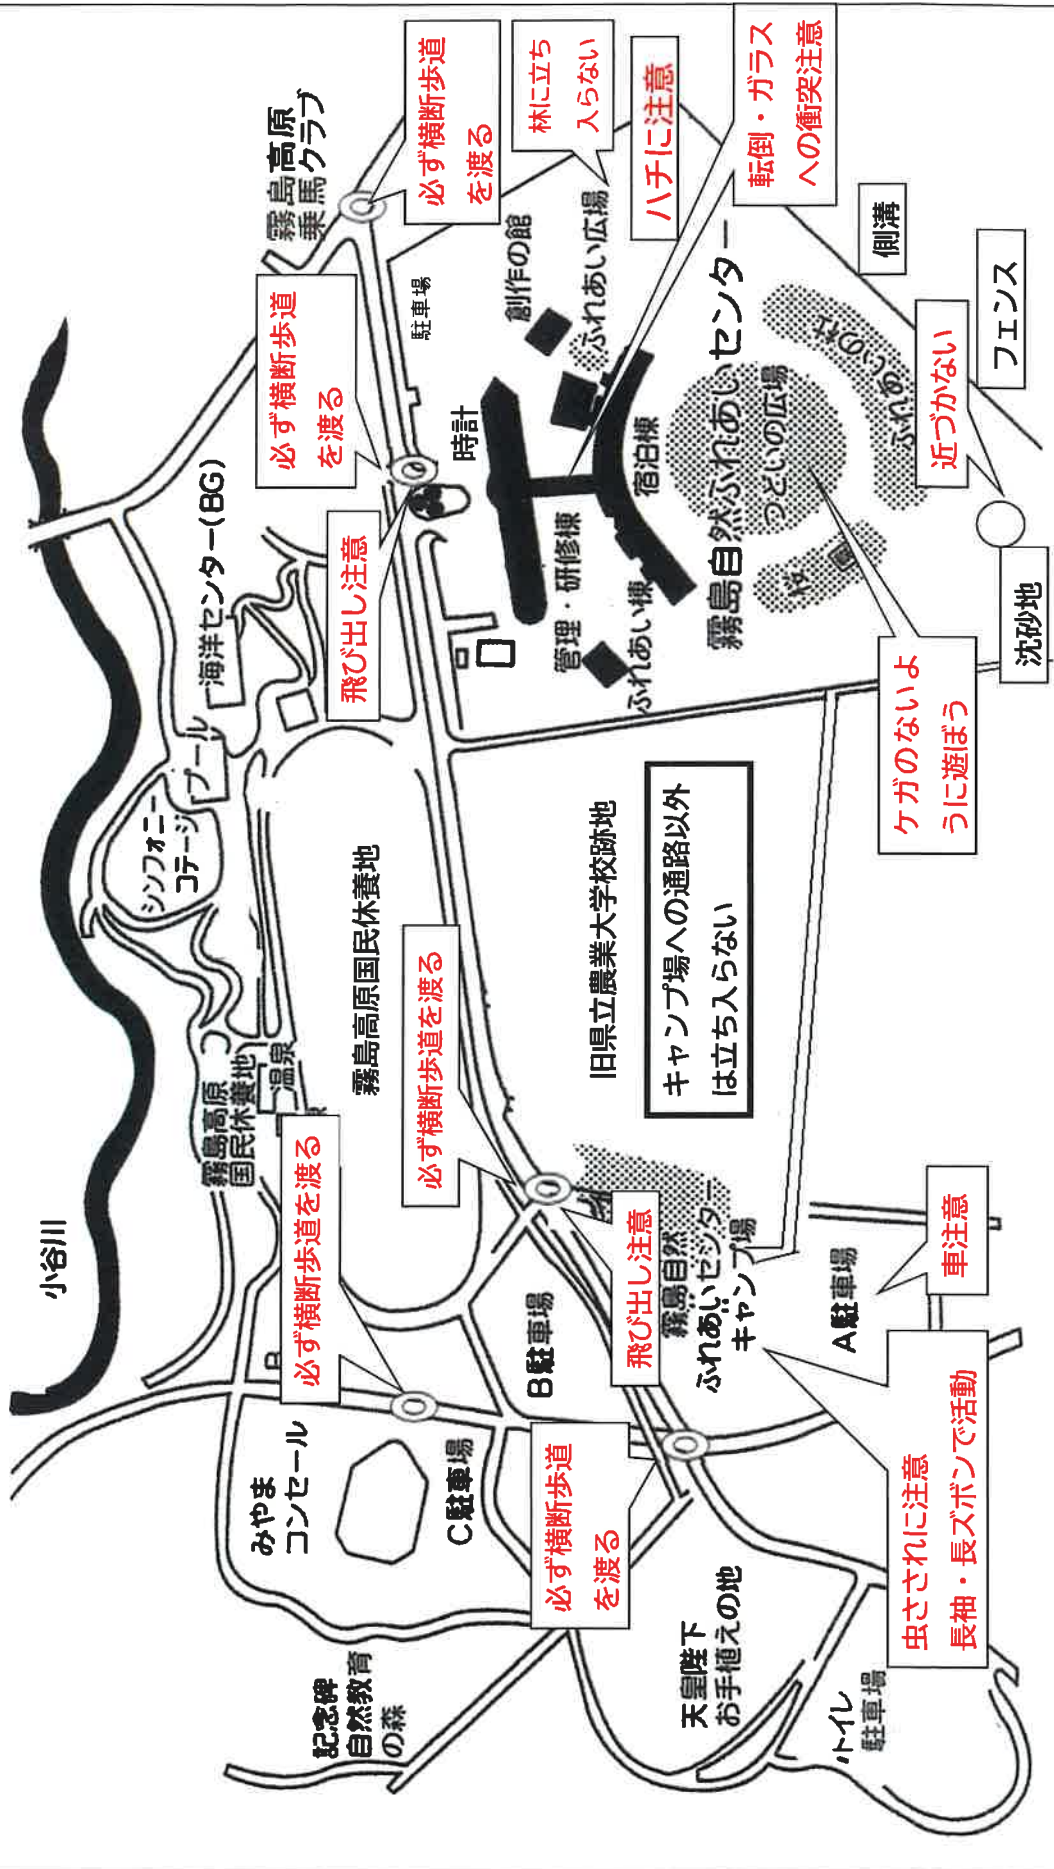 小谷川
記念碑
自然教育
の森
みやま
コンセール
C駐車場
必ず横断歩道を渡る
霧島高原
国民休養地
温泉
シンフォニー
コテージ
プール
海洋センター(BG)
霧島高原
乗馬クラブ
必ず横断歩道
を渡る
必ず横断歩道
を渡る
飛び出し注意
霧島高原国民休養地
必ず横断歩道を渡る
B駐車場
必ず横断歩道
を渡る
飛び出し注意
天皇陛下
お手植えの地
トイレ
駐車場
霧島自然
ふれあいセンター
キャンプ場
A駐車場
車注意
虫さされに注意
長袖・長ズボンで活動
旧県立農業大学校跡地
キャンプ場への通路以外
は立ち入らない
駐車場
時計
創作の館
ふれあい広場
林に立ち
入らない
ハチに注意
転倒・ガラス
への衝突注意
管理・研修棟
宿泊棟
ふれあい棟
霧島自然ふれあいセンター
つどいの広場
ふれあいの杜
桜
園
ケガのないよ
うに遊ぼう
側溝
フェンス
近づかない
沈砂地